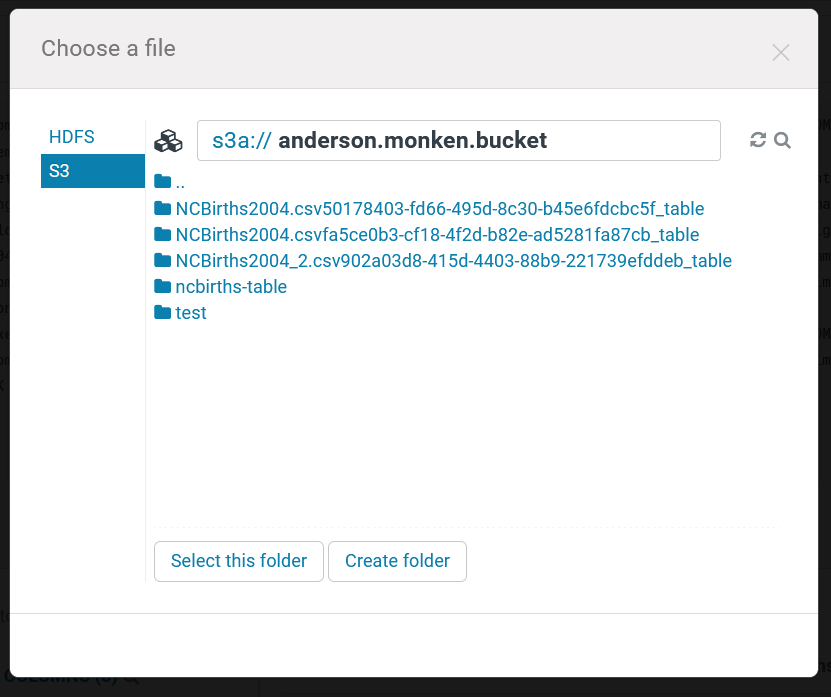 Choose a file
HDFS
S3
s3a:// anderson.monken.bucket
..
NCBirths2004.csv50178403-fd66-495d-8c30-b45e6fdcbc5f_table
NCBirths2004.csvfa5ce0b3-cf18-4f2d-b82e-ad5281fa87cb_table
NCBirths2004_2.csv902a03d8-415d-4403-88b9-221739efddeb_table
ncbirths-table
test
Select this folder
Create folder